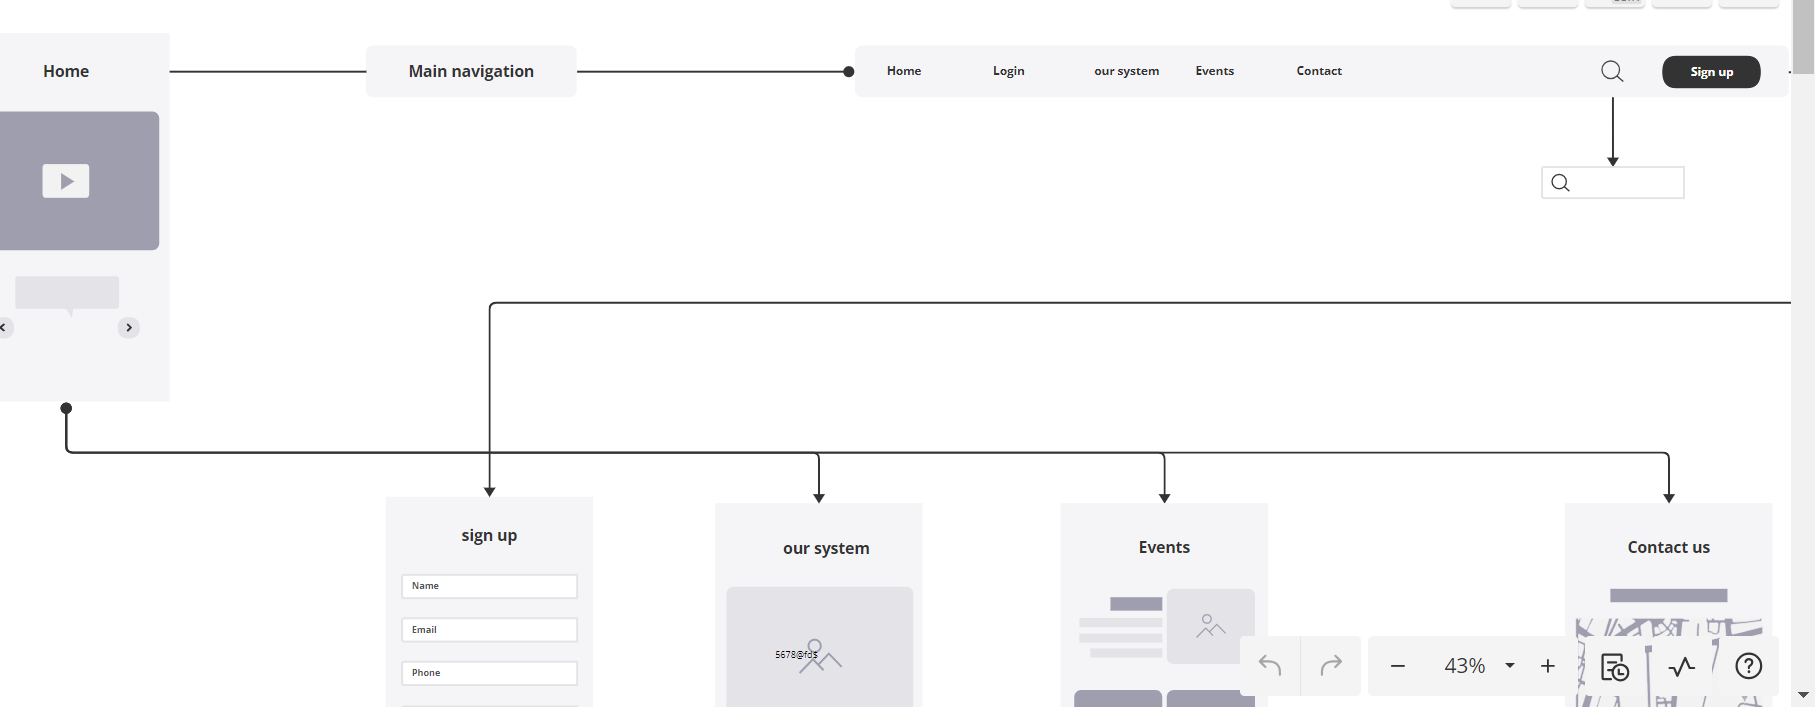 Home
Main navigation
Home Login our system Events Contact
Sign up
sign up
our system
Events
Contact us
Name
Email
5678@fd$
Phone
43%